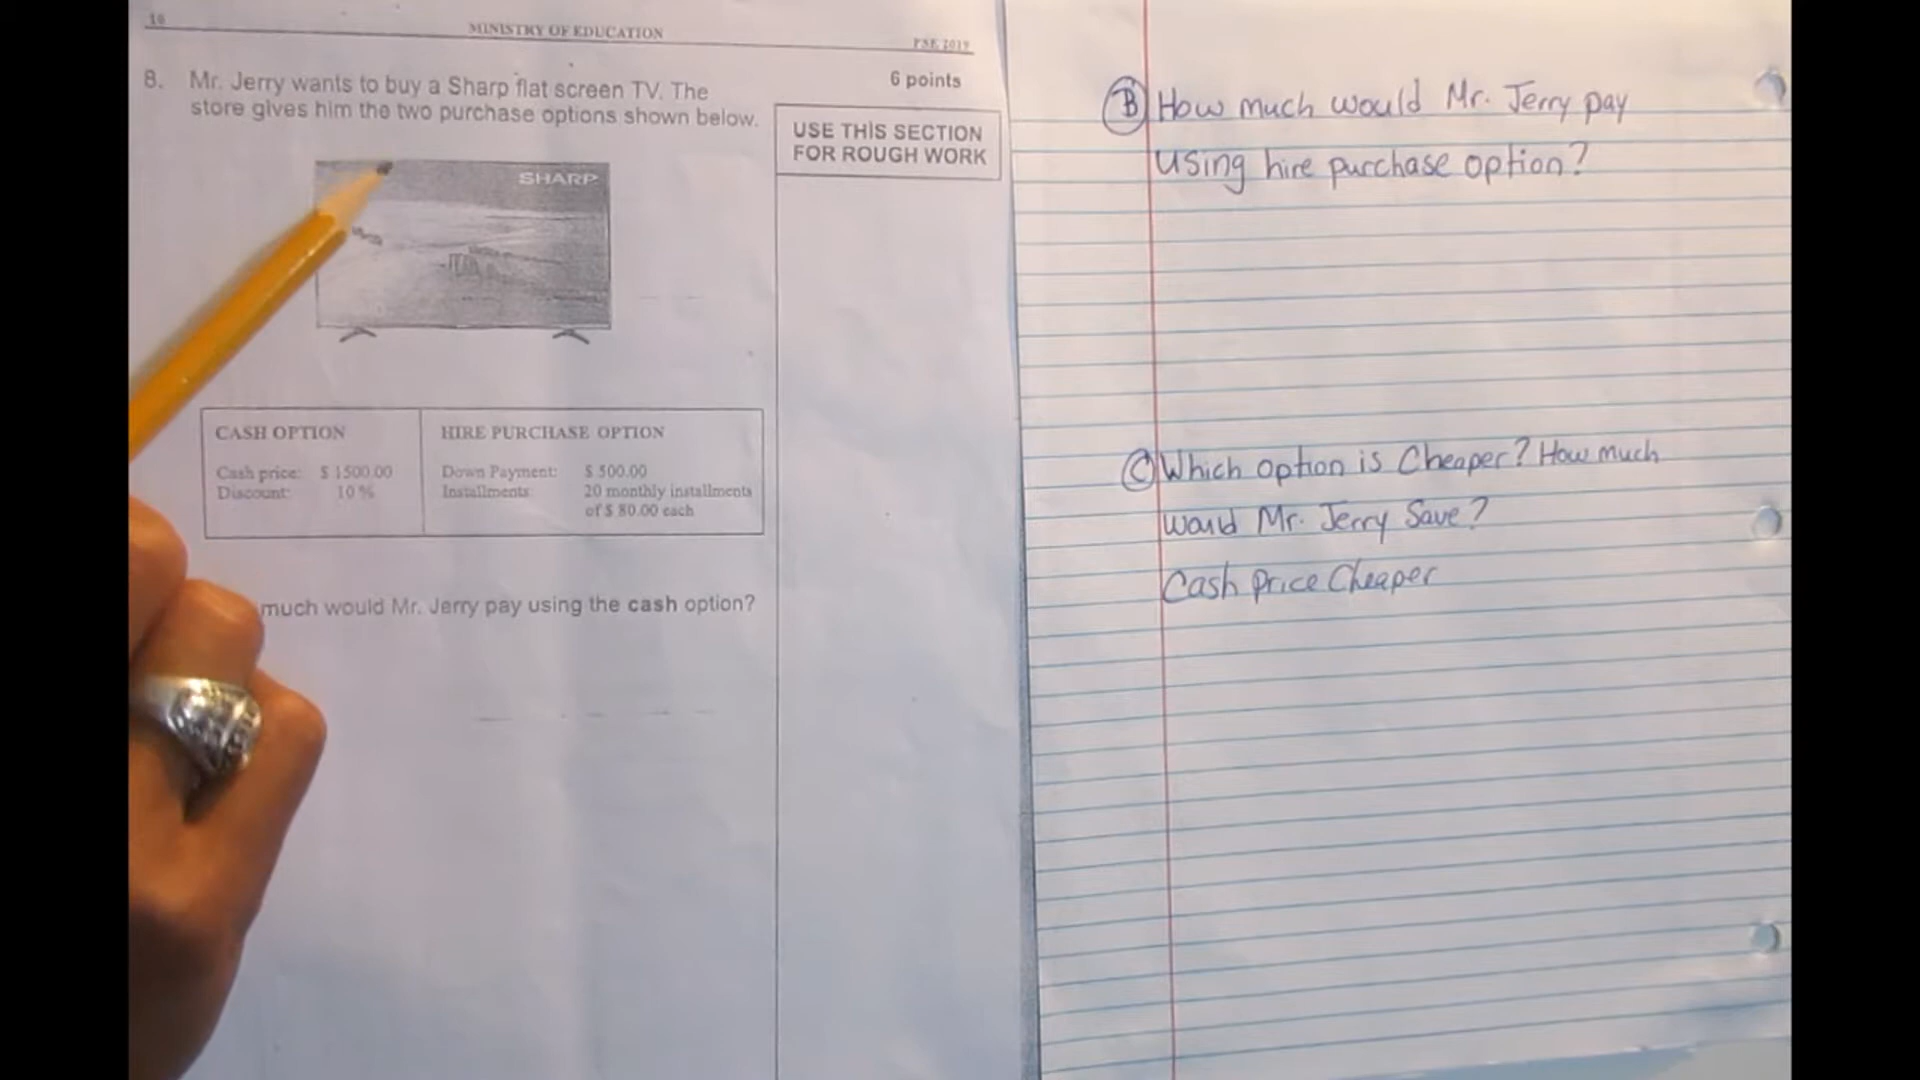 10
MINISTRY OF EDUCATION
PSE 2019
8. Mr. Jerry wants to buy a Sharp flat screen TV. The
store gives him the two purchase options shown below.
6 points
USE THIS SECTION
FOR ROUGH WORK
SHARP
CASH OPTION
Cash price: $ 1500.00
Discount: 10 %
HIRE PURCHASE OPTION
Down Payment: $ 500.00
Installments: 20 monthly installments
of $ 80.00 each
much would Mr. Jerry pay using the cash option?
B How much would Mr. Jerry pay
using hire purchase option?
C Which option is Cheaper? How much
would Mr. Jerry Save?
Cash price Cheaper